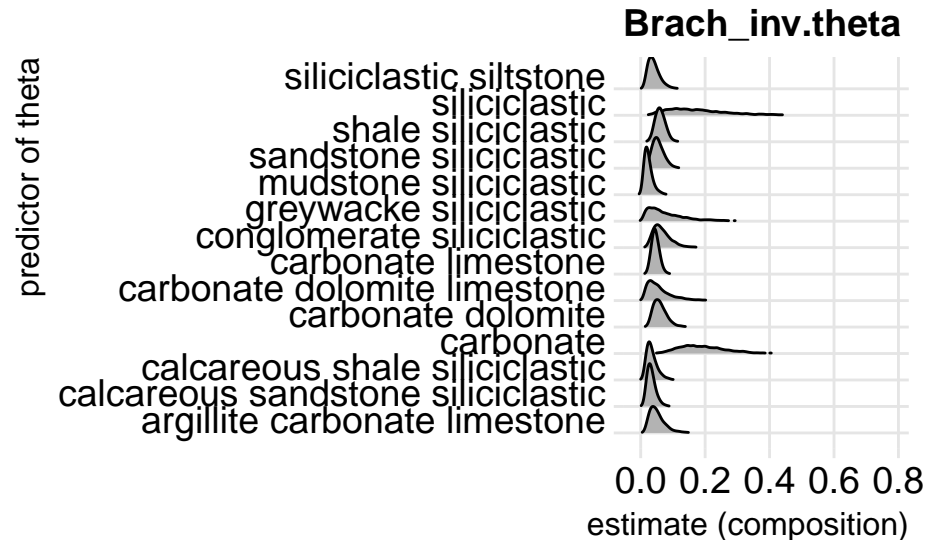 Brach_inv.theta
predictor of theta
siliciclastic siltstone
siliciclastic
shale siliciclastic
sandstone siliciclastic
mudstone siliciclastic
greywacke siliciclastic
conglomerate siliciclastic
carbonate limestone
carbonate dolomite limestone
carbonate dolomite
carbonate
calcareous shale siliciclastic
calcareous sandstone siliciclastic
argillite carbonate limestone
0.0 0.2 0.4 0.6 0.8
estimate (composition)